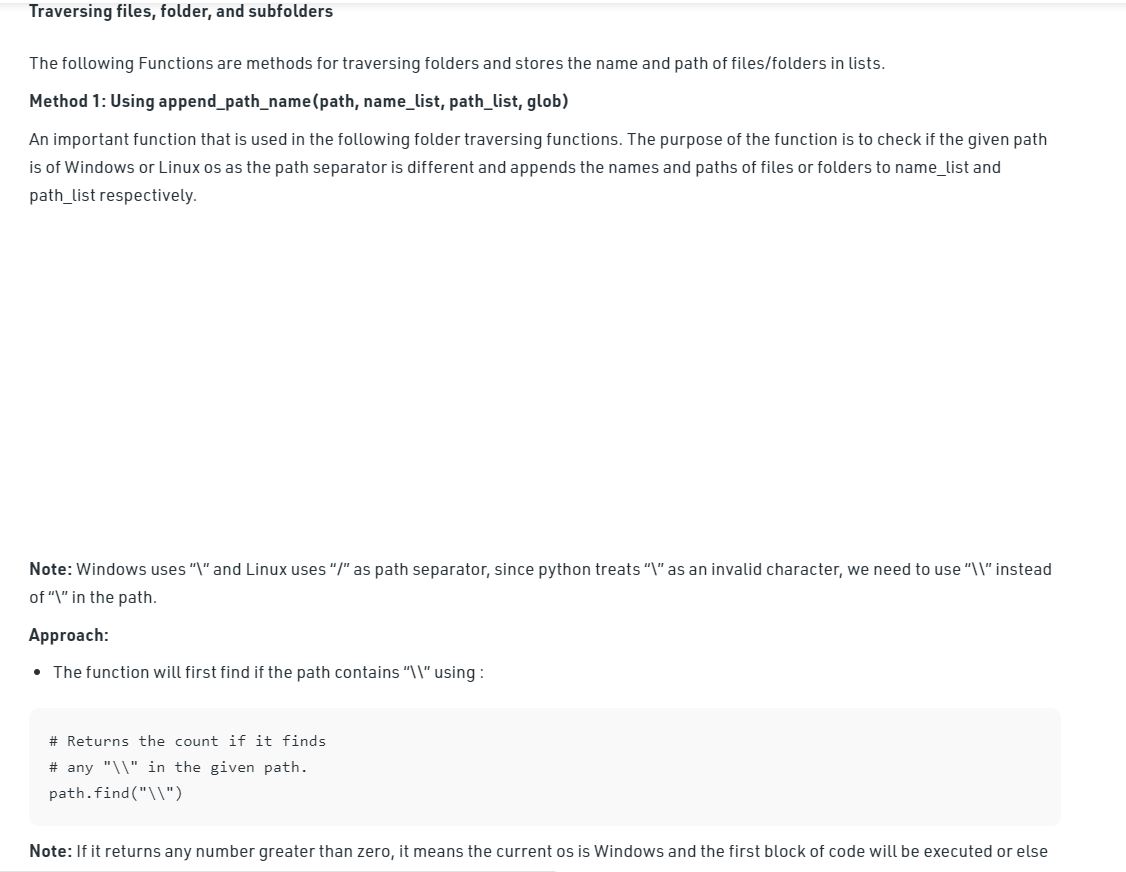 Traversing files, folder, and subfolders
The following Functions are methods for traversing folders and stores the name and path of files/folders in lists.
Method 1: Using append_path_name(path, name_list, path_list, glob)
An important function that is used in the following folder traversing functions. The purpose of the function is to check if the given path
is of Windows or Linux os as the path separator is different and appends the names and paths of files or folders to name_list and
path_list respectively.
Note: Windows uses “\” and Linux uses “/” as path separator, since python treats “\” as an invalid character, we need to use “\\” instead
of “\” in the path.
Approach:
• The function will first find if the path contains “\\” using :
# Returns the count if it finds
# any "\\" in the given path.
path.find("\\")
Note: If it returns any number greater than zero, it means the current os is Windows and the first block of code will be executed or else